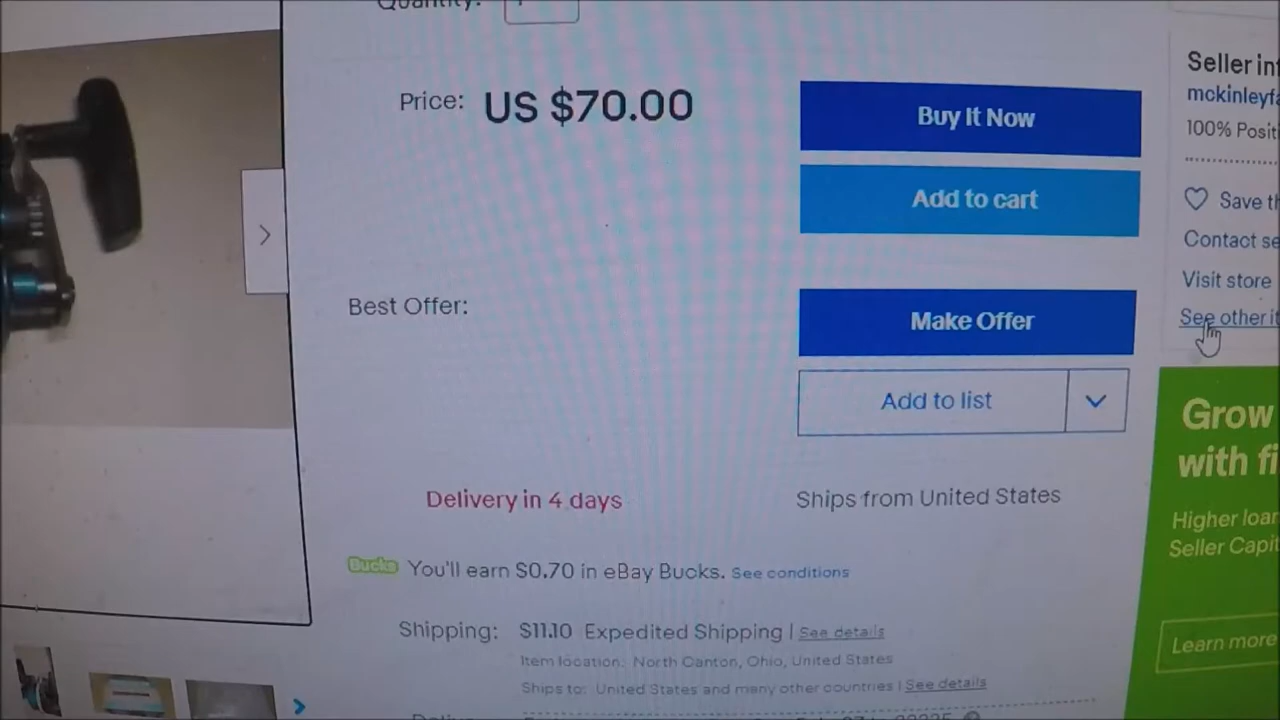 Quantity:
Price: US $70.00
Buy It Now
Add to cart
Best Offer:
Make Offer
Add to list
Delivery in 4 days
Ships from United States
Bucks You'll earn $0.70 in eBay Bucks. See conditions
Shipping: $11.10 Expedited Shipping | See details
Item location: North Canton, Ohio, United States
Ships to: United States and many other countries | See details
Seller in
mckinleyfa
100% Posit
Save th
Contact se
Visit store
See other it
Grow
with fi
Higher loan
Seller Capit
Learn more